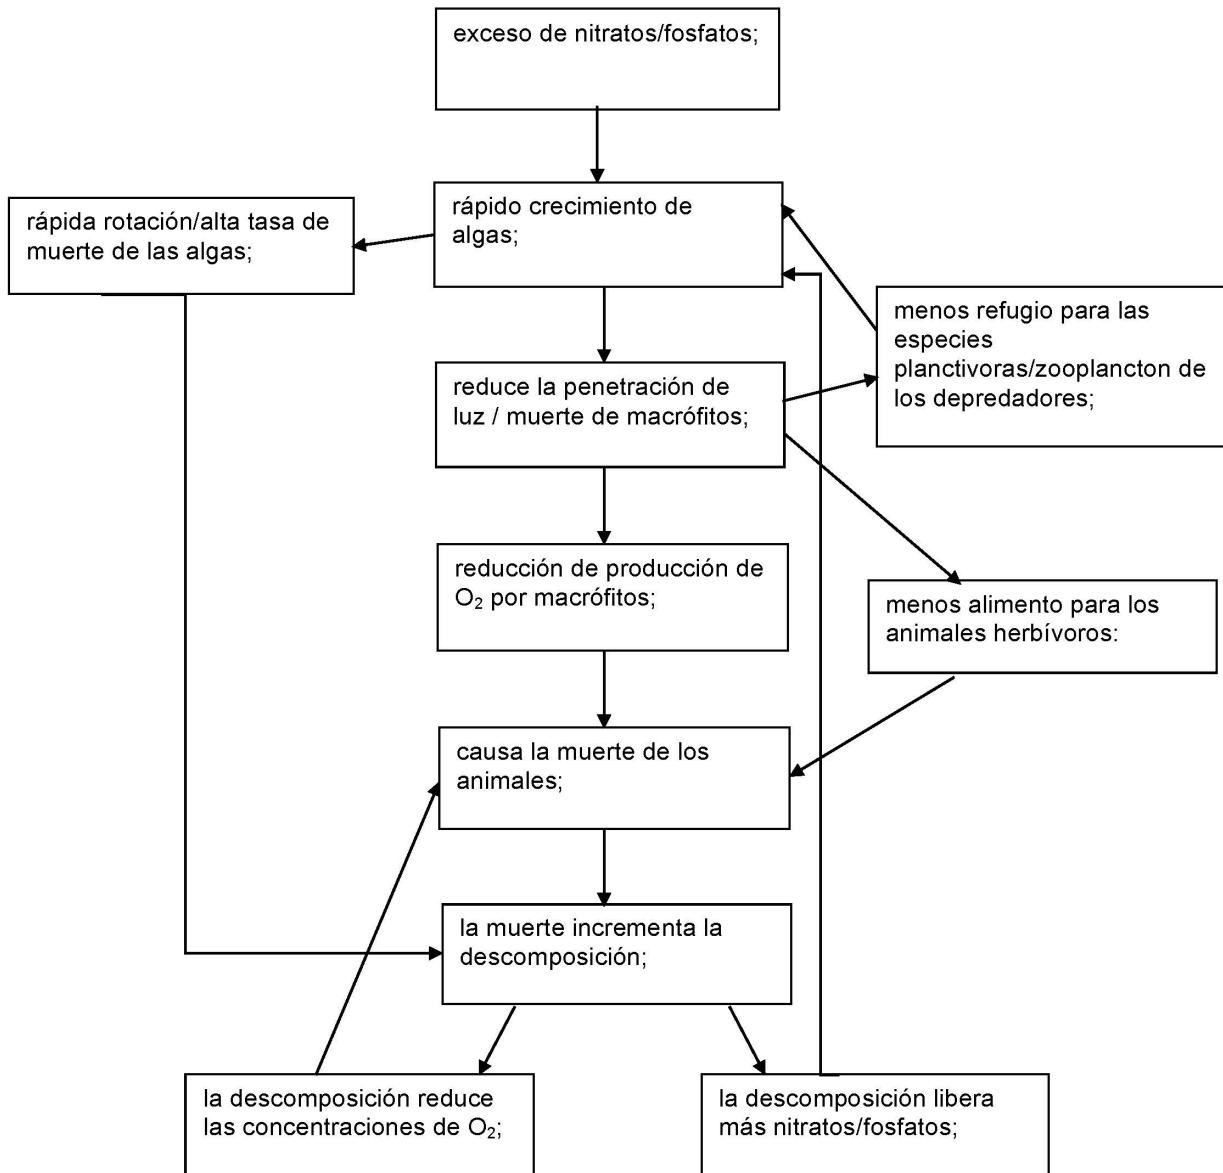 exceso de nitratos/fosfatos;
rápido crecimiento de
algas;
rápida rotación/alta tasa de
muerte de las algas;
menos refugio para las
especies
planctivoras/zooplancton de
los depredadores;
reduce la penetración de
luz / muerte de macrófitos;
reducción de producción de
O₂ por macrófitos;
menos alimento para los
animales herbívoros:
causa la muerte de los
animales;
la muerte incrementa la
descomposición;
la descomposición reduce
las concentraciones de O₂;
la descomposición libera
más nitratos/fosfatos;